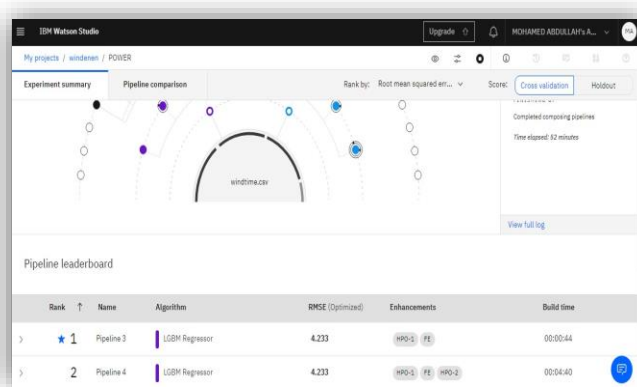 IBM Watson Studio
Upgrade
MOHAMED ABDULLAH's A...
MA
My projects / windenen / POWER
Experiment summary
Pipeline comparison
Rank by: Root mean squared err...
Score: Cross validation Holdout
Completed composing pipelines
Time elapsed: 52 minutes
windtime.csv
View full log
Pipeline leaderboard
Rank ↑ Name Algorithm RMSE (Optimized) Enhancements Build time
1 Pipeline 3 LGBM Regressor 4.233 HPO-1 FE 00:00:44
2 Pipeline 4 LGBM Regressor 4.233 HPO-1 FE HPO-2 00:04:40